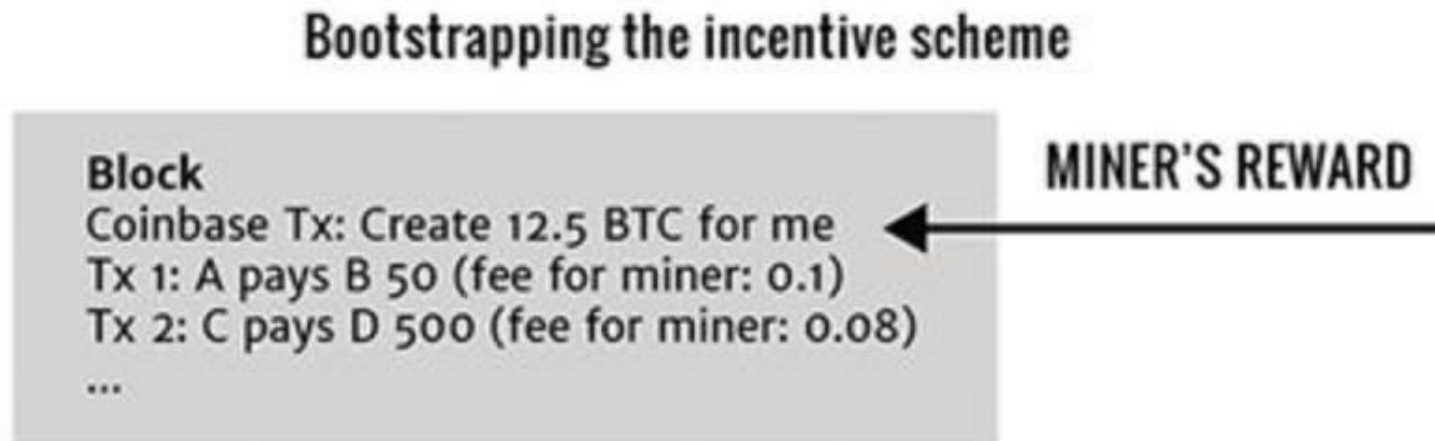 Bootstrapping the incentive scheme
Block
MINER'S REWARD
Coinbase Tx: Create 12.5 BTC for me
Tx 1: A pays B 50 (fee for miner: 0.1)
Tx 2: C pays D 500 (fee for miner: 0.08)
...